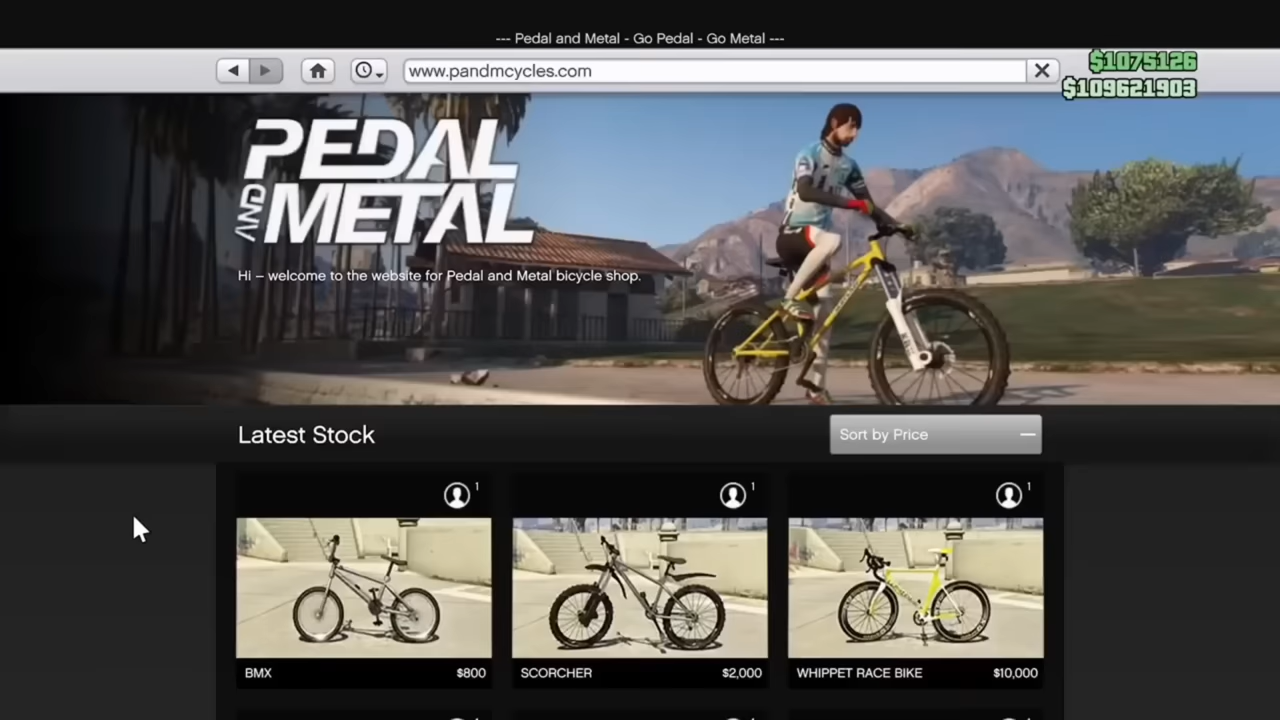 --- Pedal and Metal - Go Pedal - Go Metal ---
www.pandmcycles.com
$1075126
$109621903
PEDAL
AND METAL
Hi – welcome to the website for Pedal and Metal bicycle shop.
Latest Stock
Sort by Price
1
1
1
BMX
$800
SCORCHER
$2,000
WHIPPET RACE BIKE
$10,000